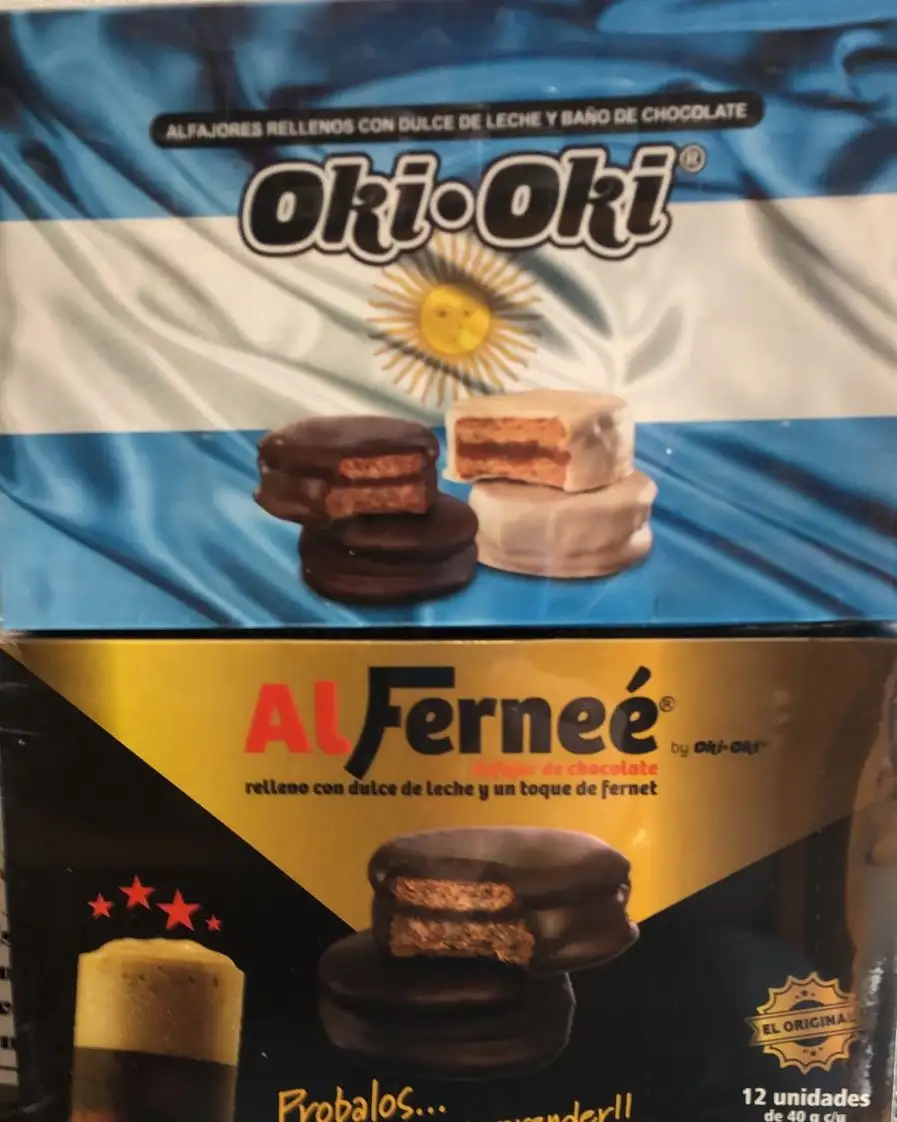 ALFAJORES RELLENOS CON DULCE DE LECHE Y BAÑO DE CHOCOLATE
Oki•Oki®
ALFerneé®
by Oki-Oki
de chocolate
relleno con dulce de leche y un toque de fernet
EL ORIGINAL
Probalos...
12 unidades
de 40 g c/u